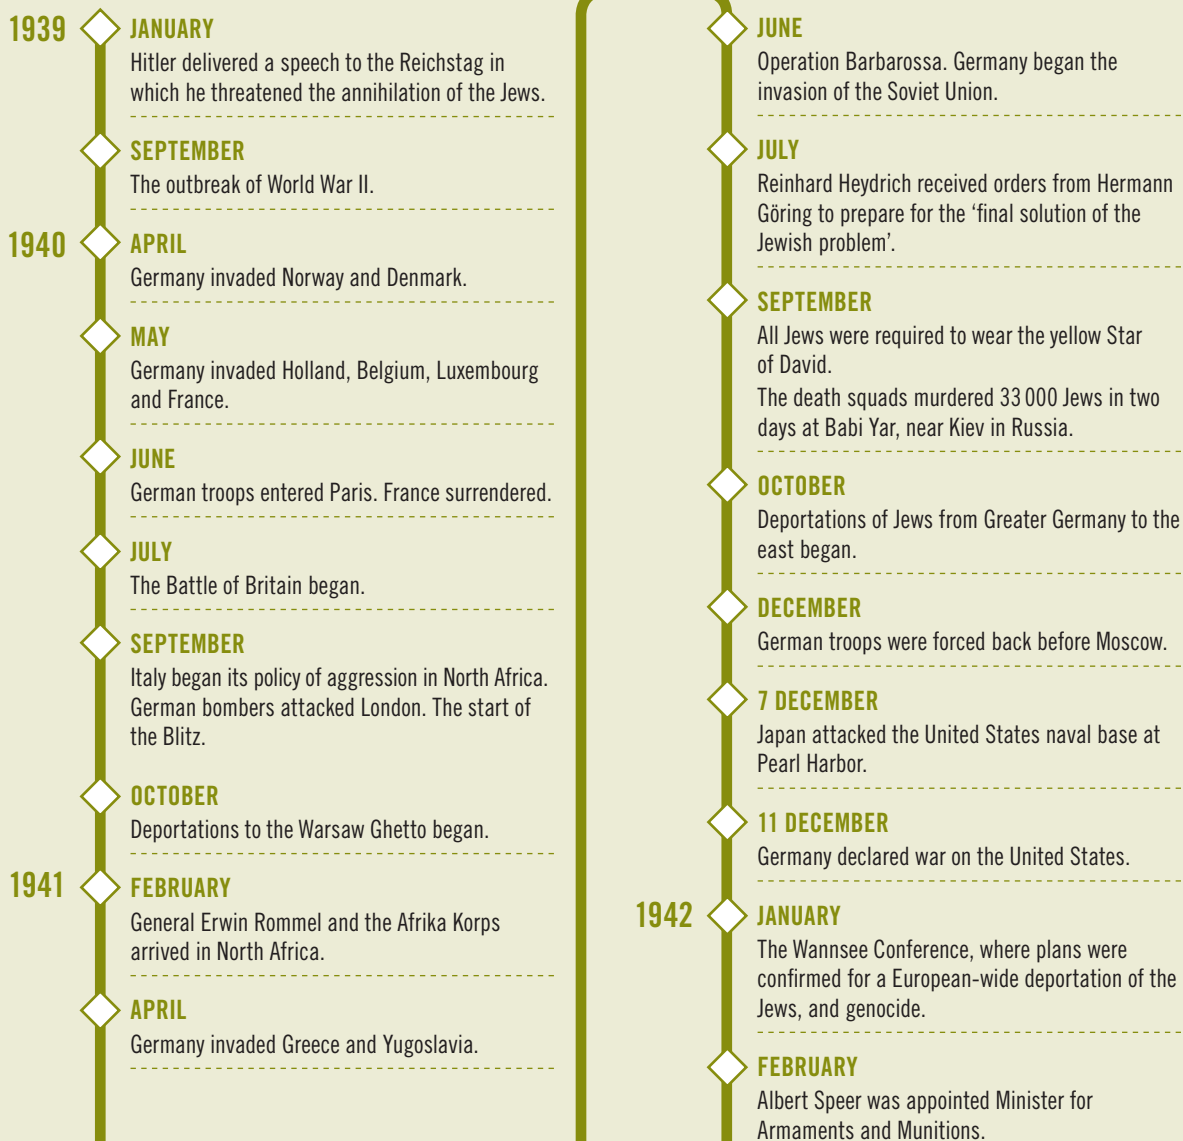 1939
JANUARY
Hitler delivered a speech to the Reichstag in
which he threatened the annihilation of the Jews.
SEPTEMBER
The outbreak of World War II.
1940
APRIL
Germany invaded Norway and Denmark.
MAY
Germany invaded Holland, Belgium, Luxembourg
and France.
JUNE
German troops entered Paris. France surrendered.
JULY
The Battle of Britain began.
SEPTEMBER
Italy began its policy of aggression in North Africa.
German bombers attacked London. The start of
the Blitz.
OCTOBER
Deportations to the Warsaw Ghetto began.
1941
FEBRUARY
General Erwin Rommel and the Afrika Korps
arrived in North Africa.
APRIL
Germany invaded Greece and Yugoslavia.
JUNE
Operation Barbarossa. Germany began the
invasion of the Soviet Union.
JULY
Reinhard Heydrich received orders from Hermann
Göring to prepare for the ‘final solution of the
Jewish problem’.
SEPTEMBER
All Jews were required to wear the yellow Star
of David.
The death squads murdered 33 000 Jews in two
days at Babi Yar, near Kiev in Russia.
OCTOBER
Deportations of Jews from Greater Germany to the
east began.
DECEMBER
German troops were forced back before Moscow.
7 DECEMBER
Japan attacked the United States naval base at
Pearl Harbor.
11 DECEMBER
Germany declared war on the United States.
1942
JANUARY
The Wannsee Conference, where plans were
confirmed for a European-wide deportation of the
Jews, and genocide.
FEBRUARY
Albert Speer was appointed Minister for
Armaments and Munitions.